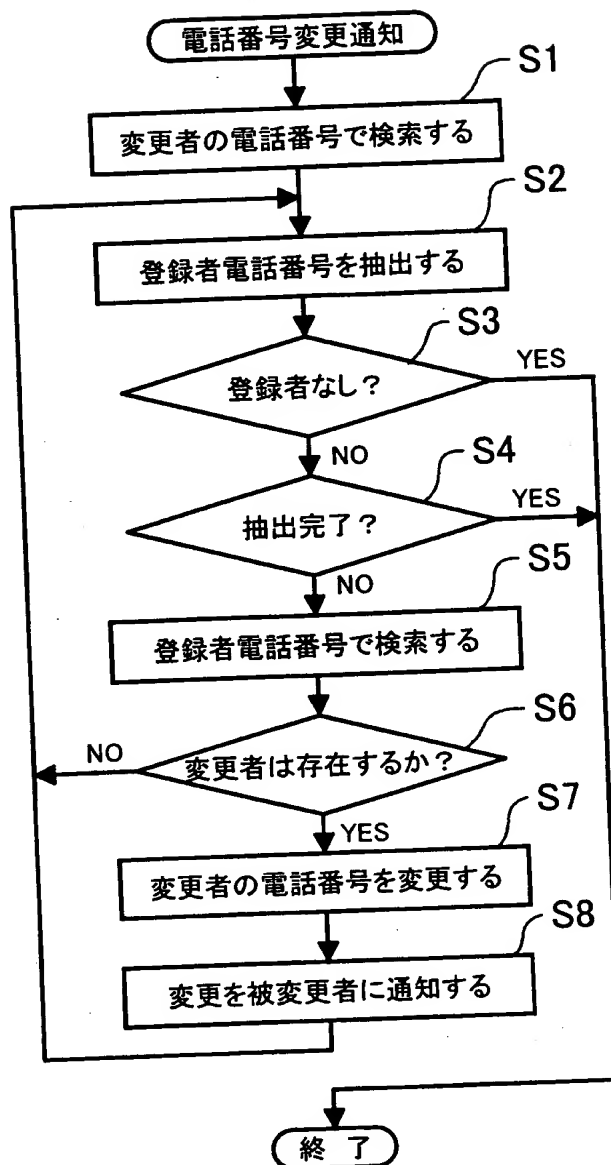 電話番号変更通知
S1
変更者の電話番号で検索する
S2
登録者電話番号を抽出する
S3
登録者なし?
YES
NO
S4
抽出完了?
YES
NO
S5
登録者電話番号で検索する
S6
変更者は存在するか?
NO
YES
S7
変更者の電話番号を変更する
S8
変更を被変更者に通知する
終 了